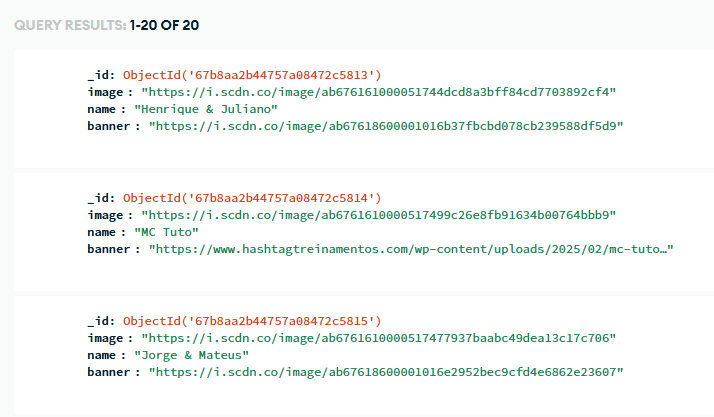 QUERY RESULTS: 1-20 OF 20
_id: ObjectId('67b8aa2b44757a08472c5813')
image : "https://i.scdn.co/image/ab676161000051744dcd8a3bff84cd7703892cf4"
name : "Henrique & Juliano"
banner : "https://i.scdn.co/image/ab67618600001016b37fbcbd078cb239588df5d9"
_id: ObjectId('67b8aa2b44757a08472c5814')
image : "https://i.scdn.co/image/ab6761610000517499c26e8fb91634b00764bbb9"
name : "MC Tuto"
banner : "https://www.hashtagtreinamentos.com/wp-content/uploads/2025/02/mc-tuto…"
_id: ObjectId('67b8aa2b44757a08472c5815')
image : "https://i.scdn.co/image/ab6761610000517477937baabc49dea13c17c706"
name : "Jorge & Mateus"
banner : "https://i.scdn.co/image/ab67618600001016e2952bec9cfd4e6862e23607"